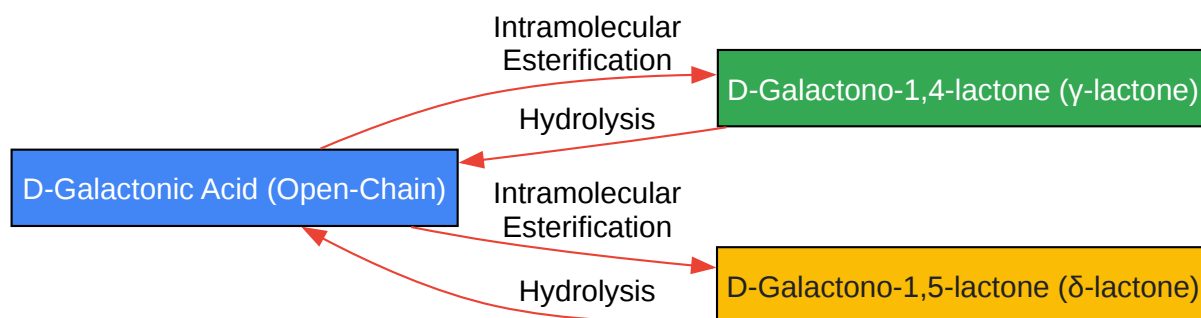 Intramolecular
Esterification
D-Galactono-1,4-lactone (γ-lactone)
Hydrolysis
D-Galactonic Acid (Open-Chain)
Intramolecular
Esterification
D-Galactono-1,5-lactone (δ-lactone)
Hydrolysis